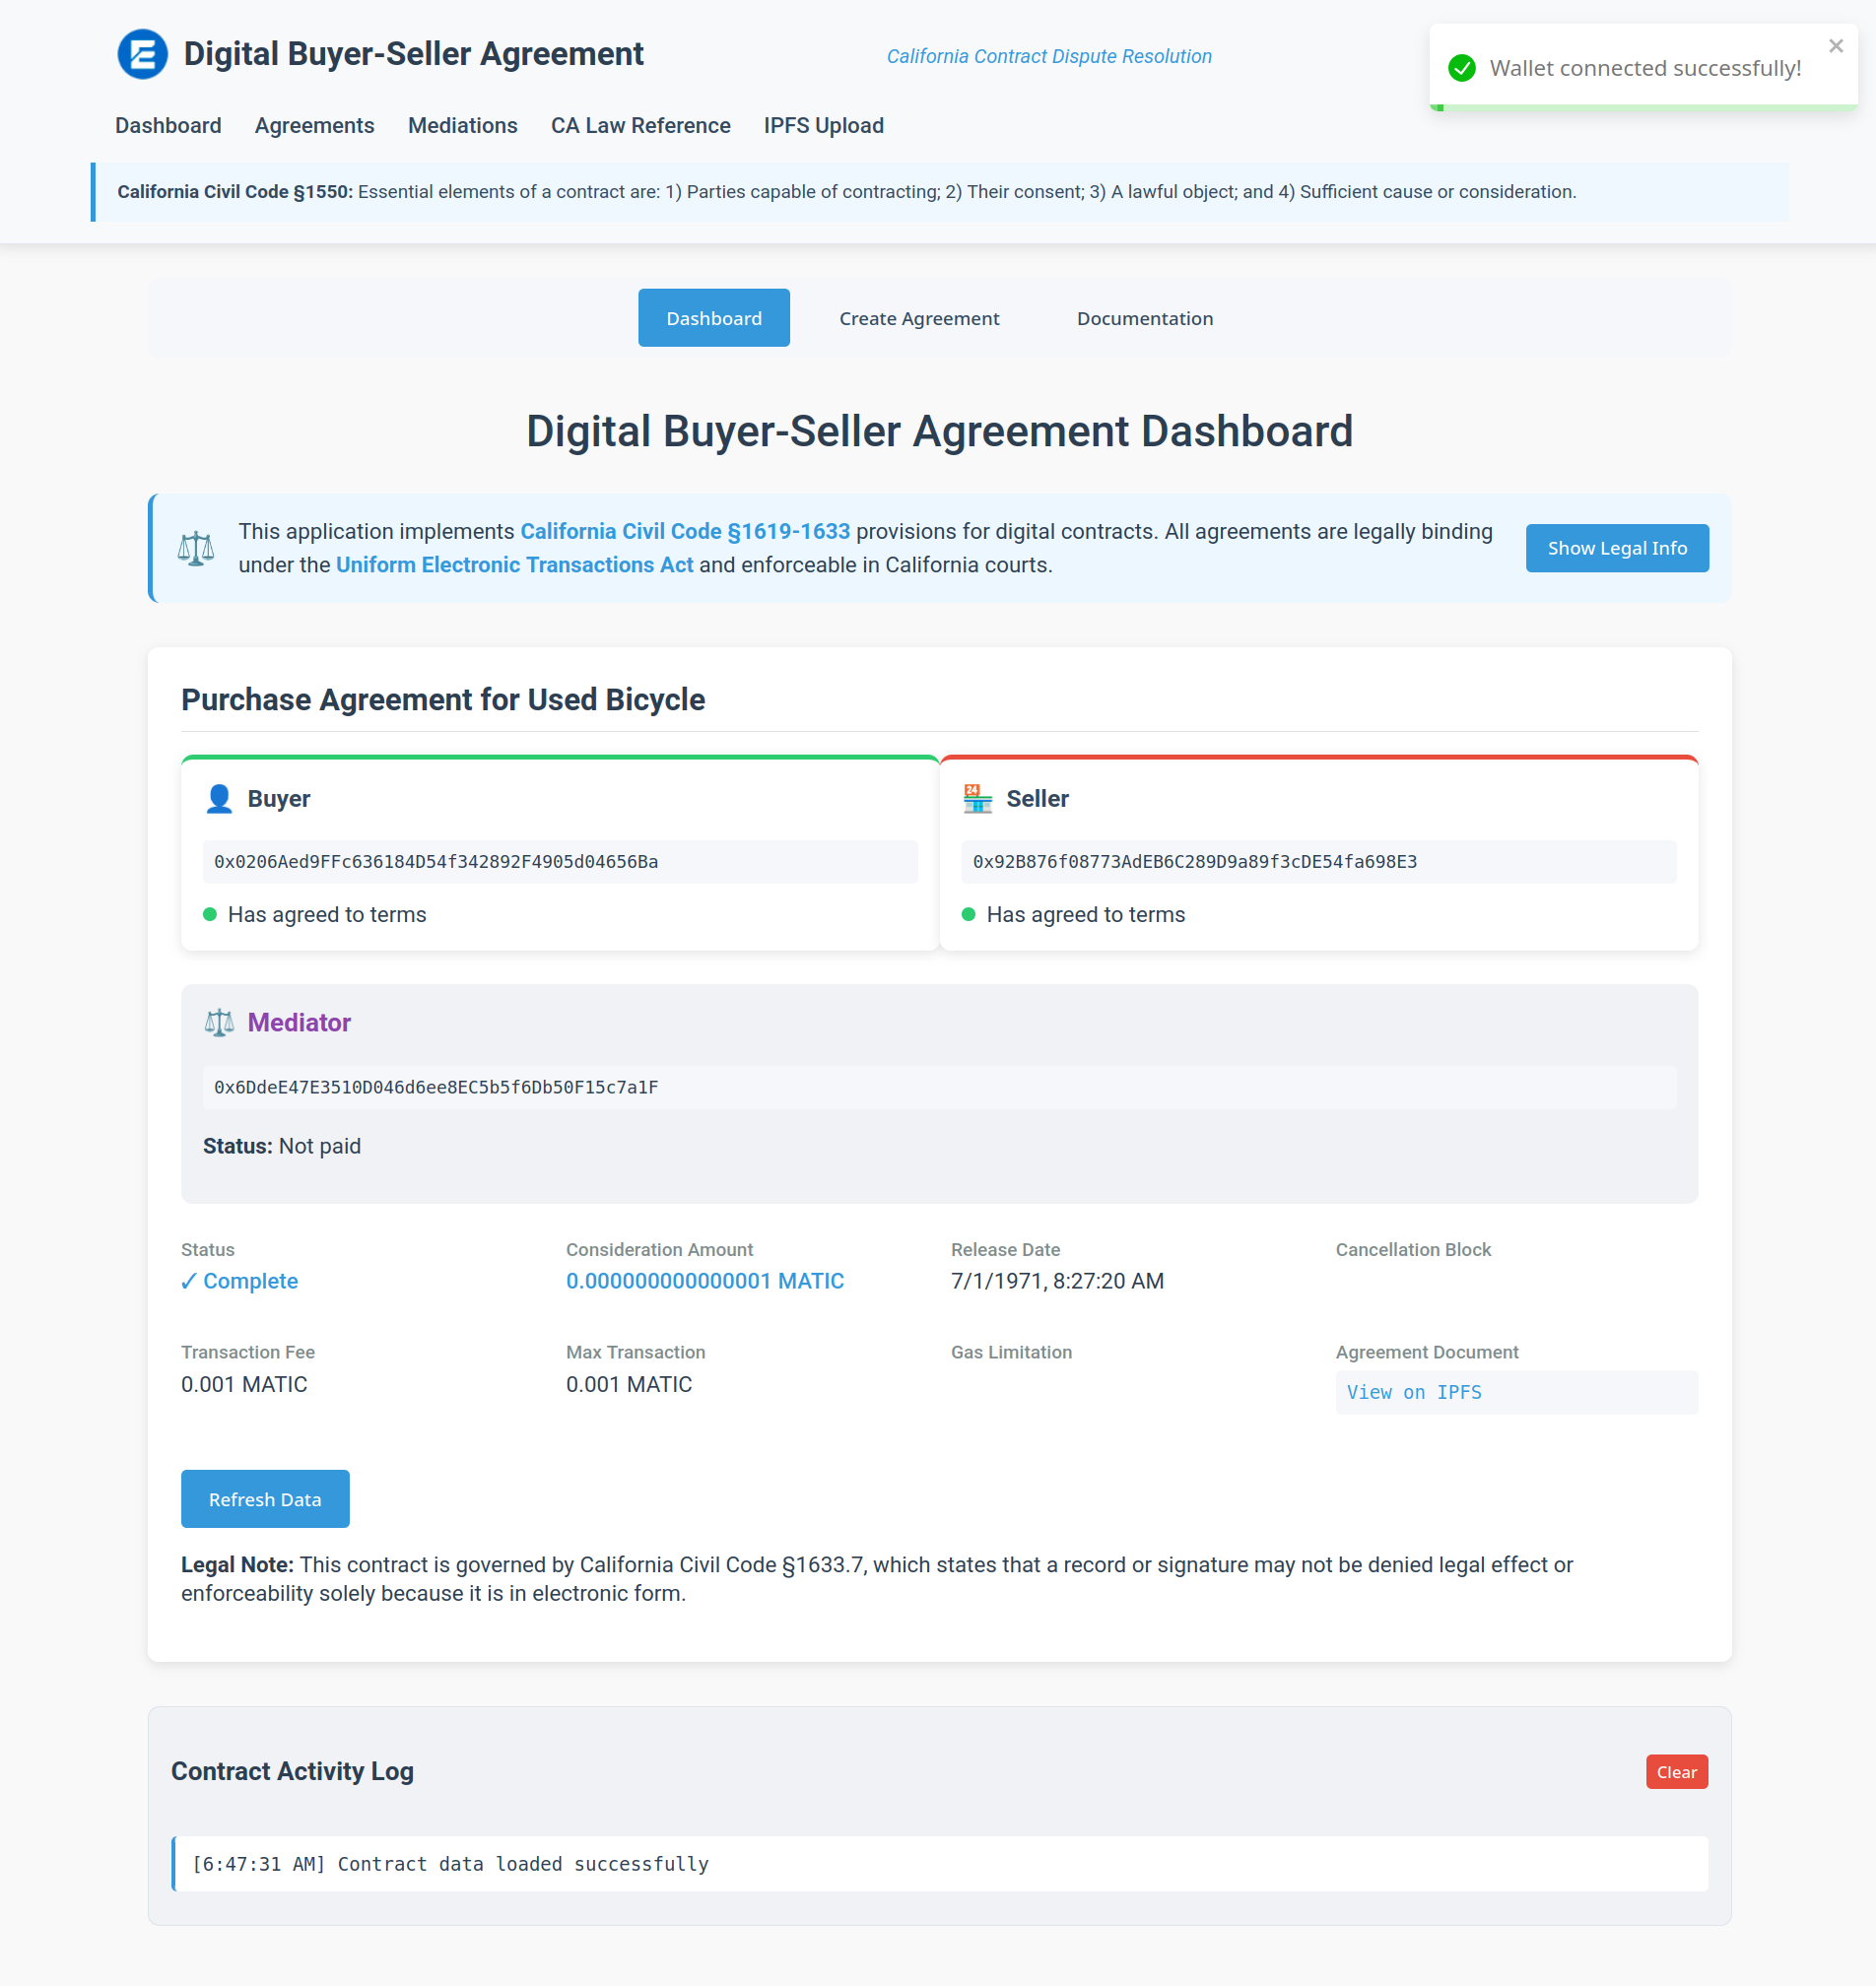 Digital Buyer-Seller Agreement
California Contract Dispute Resolution
Wallet connected successfully!
Dashboard Agreements Mediations CA Law Reference IPFS Upload
California Civil Code §1550: Essential elements of a contract are: 1) Parties capable of contracting; 2) Their consent; 3) A lawful object; and 4) Sufficient cause or consideration.
Dashboard Create Agreement Documentation
Digital Buyer-Seller Agreement Dashboard
This application implements California Civil Code §1619-1633 provisions for digital contracts. All agreements are legally binding
under the Uniform Electronic Transactions Act and enforceable in California courts.
Show Legal Info
Purchase Agreement for Used Bicycle
Buyer
0x0206Aed9FFc636184D54f342892F4905d04656Ba
Has agreed to terms
24
Seller
0x92B876f08773AdEB6C289D9a89f3cDE54fa698E3
Has agreed to terms
Mediator
0x6DdeE47E3510D046d6ee8EC5b5f6Db50F15c7a1F
Status: Not paid
Status
✓ Complete
Consideration Amount
0.000000000000001 MATIC
Release Date
7/1/1971, 8:27:20 AM
Cancellation Block
Transaction Fee
0.001 MATIC
Max Transaction
0.001 MATIC
Gas Limitation
Agreement Document
View on IPFS
Refresh Data
Legal Note: This contract is governed by California Civil Code §1633.7, which states that a record or signature may not be denied legal effect or
enforceability solely because it is in electronic form.
Contract Activity Log
Clear
[6:47:31 AM] Contract data loaded successfully